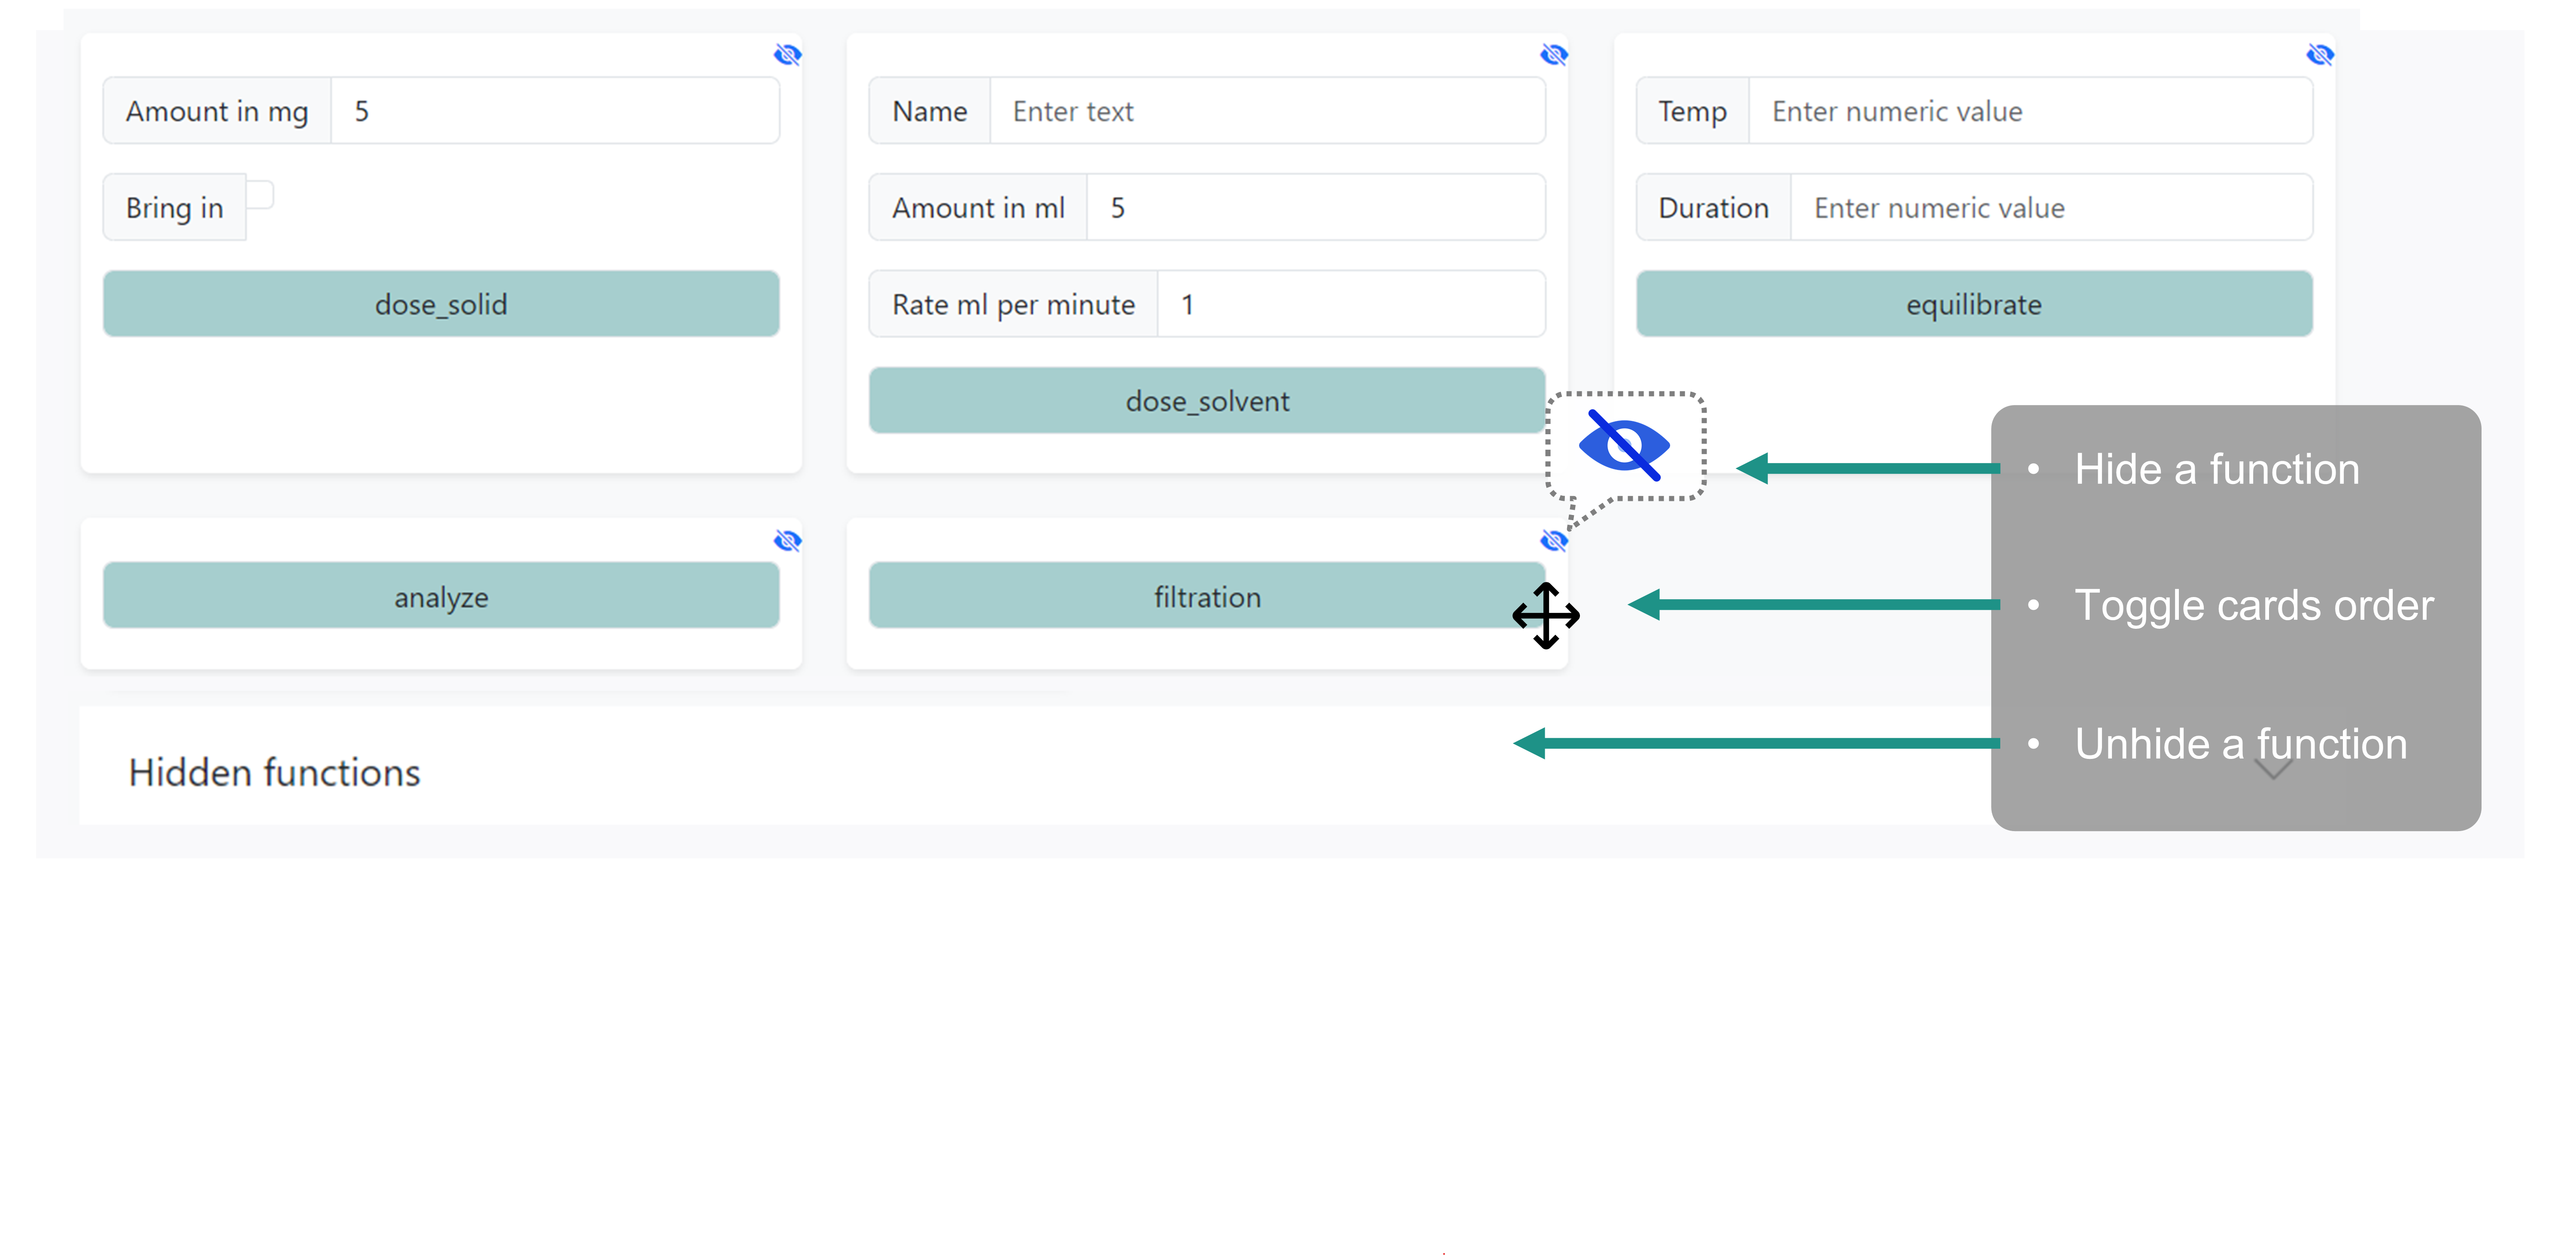 Amount in mg 5
Bring in
dose_solid
Name Enter text
Amount in ml 5
Rate ml per minute 1
dose_solvent
Temp Enter numeric value
Duration Enter numeric value
equilibrate
analyze
filtration
Hidden functions
• Hide a function
• Toggle cards order
• Unhide a function